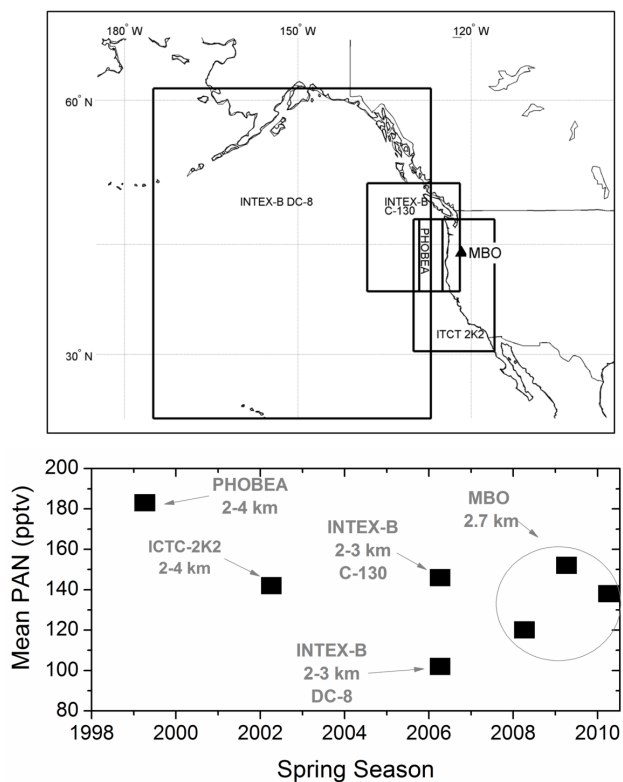 180° W
150° W
120° W
60° N
INTEX-B DC-8
INTEX-B
C-130
PHOBEA
MBO
ITCT 2K2
30° N
200
180
160
140
120
100
80
Mean PAN (pptv)
PHOBEA
2-4 km
ICTC-2K2
2-4 km
INTEX-B
2-3 km
C-130
INTEX-B
2-3 km
DC-8
MBO
2.7 km
1998
2000
2002
2004
2006
2008
2010
Spring Season